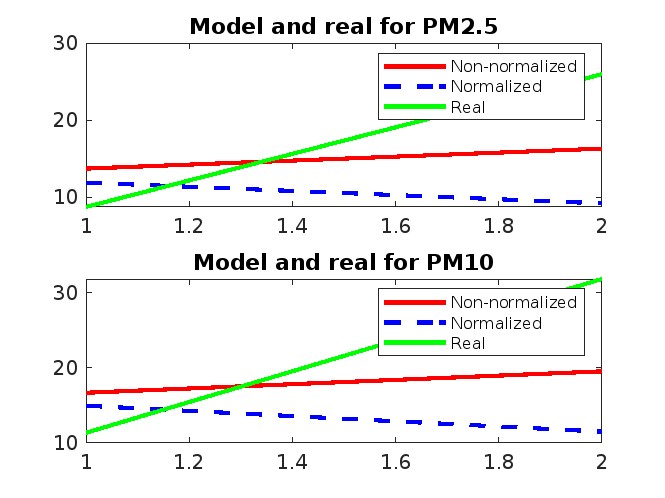 Model and real for PM2.5
30
20
10
Non-normalized
Normalized
Real
1 1.2 1.4 1.6 1.8 2
Model and real for PM10
30
20
10
Non-normalized
Normalized
Real
1 1.2 1.4 1.6 1.8 2